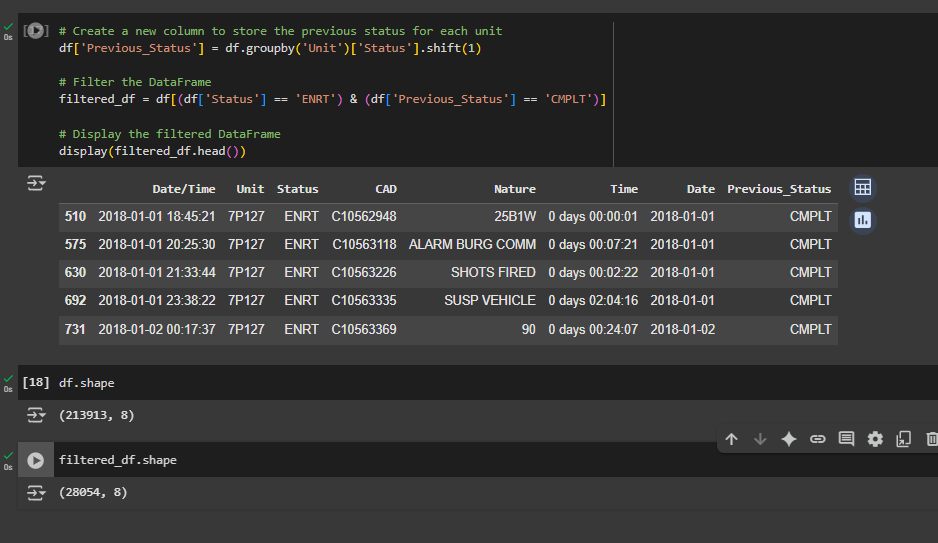 # Create a new column to store the previous status for each unit
df['Previous_Status'] = df.groupby('Unit')['Status'].shift(1)
# Filter the DataFrame
filtered_df = df[(df['Status'] == 'ENRT') & (df['Previous_Status'] == 'CMPLT')]
# Display the filtered DataFrame
display(filtered_df.head())
0s
Date/Time Unit Status CAD Nature Time Date Previous_Status
510 2018-01-01 18:45:21 7P127 ENRT C10562948 25B1W 0 days 00:00:01 2018-01-01 CMPLT
575 2018-01-01 20:25:30 7P127 ENRT C10563118 ALARM BURG COMM 0 days 00:07:21 2018-01-01 CMPLT
630 2018-01-01 21:33:44 7P127 ENRT C10563226 SHOTS FIRED 0 days 00:02:22 2018-01-01 CMPLT
692 2018-01-01 23:38:22 7P127 ENRT C10563335 SUSP VEHICLE 0 days 02:04:16 2018-01-01 CMPLT
731 2018-01-02 00:17:37 7P127 ENRT C10563369 90 0 days 00:24:07 2018-01-02 CMPLT
[18] df.shape
0s
(213913, 8)
filtered_df.shape
0s
(28054, 8)